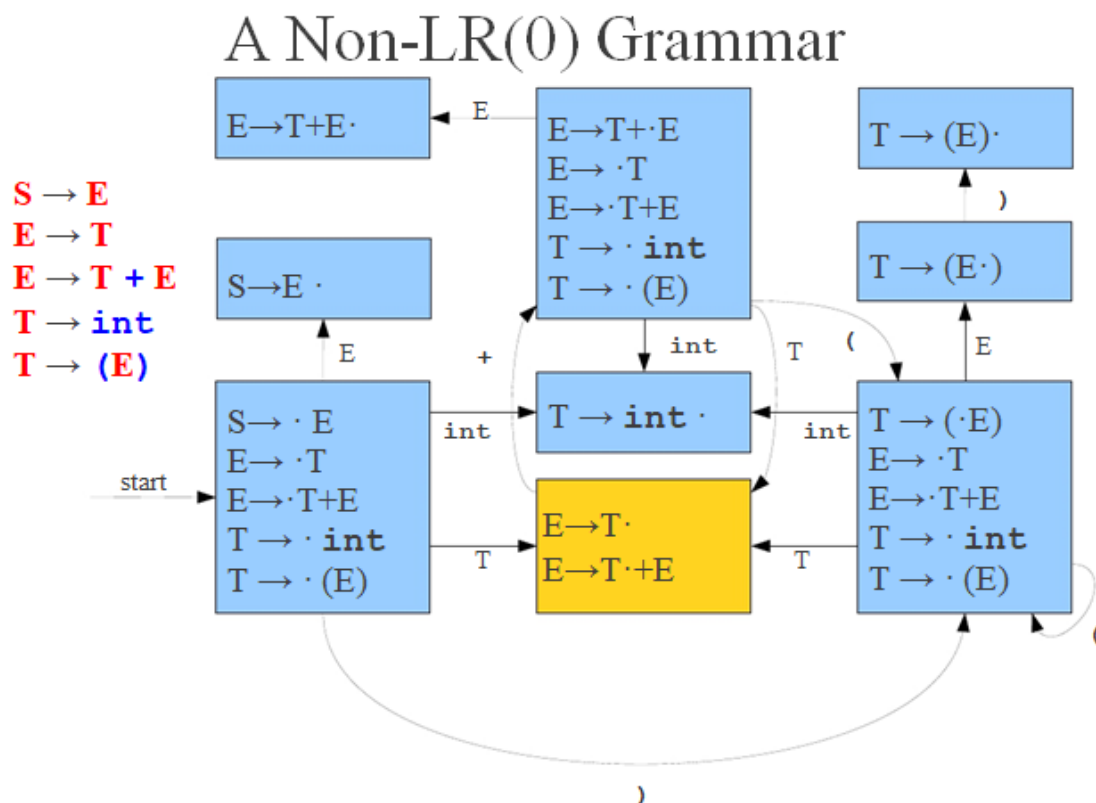 A Non-LR(0) Grammar
S → E
E → T
E → T + E
T → int
T → (E)
E→T+E·
E
E→T+·E
E→ ·T
E→·T+E
T → · int
T → · (E)
T → (E)·
)
T → (E·)
S→E ·
E
+
int
T
(
E
start
S→ · E
E→ ·T
E→·T+E
T → · int
T → · (E)
int
T
T → int ·
E→T·
E→T·+E
int
T
T → (·E)
E→ ·T
E→·T+E
T → · int
T → · (E)
(
)